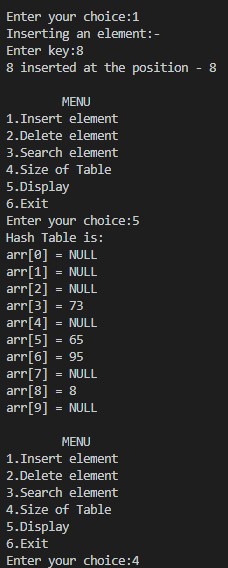 Enter your choice:1
Inserting an element:-
Enter key:8
8 inserted at the position - 8
MENU
1.Insert element
2.Delete element
3.Search element
4.Size of Table
5.Display
6.Exit
Enter your choice:5
Hash Table is:
arr[0] = NULL
arr[1] = NULL
arr[2] = NULL
arr[3] = 73
arr[4] = NULL
arr[5] = 65
arr[6] = 95
arr[7] = NULL
arr[8] = 8
arr[9] = NULL
MENU
1.Insert element
2.Delete element
3.Search element
4.Size of Table
5.Display
6.Exit
Enter your choice:4